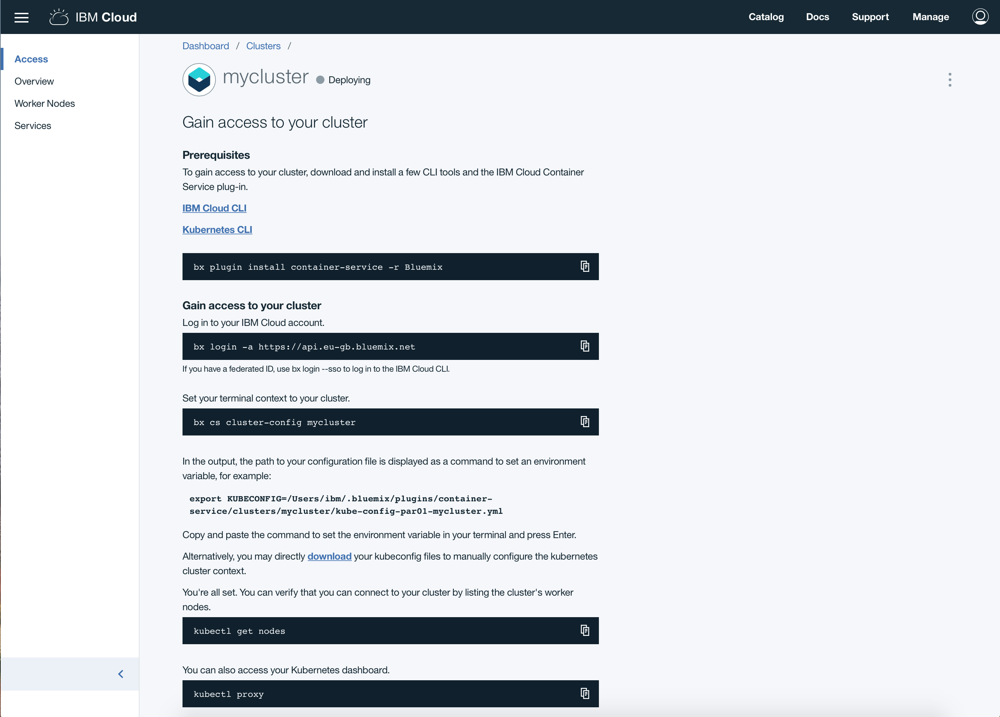 IBM Cloud
Catalog
Docs
Support
Manage
Access
Overview
Worker Nodes
Services
Dashboard / Clusters /
mycluster Deploying
Gain access to your cluster
Prerequisites
To gain access to your cluster, download and install a few CLI tools and the IBM Cloud Container
Service plug-in.
IBM Cloud CLI
Kubernetes CLI
bx plugin install container-service -r Bluemix
Gain access to your cluster
Log in to your IBM Cloud account.
bx login -a https://api.eu-gb.bluemix.net
If you have a federated ID, use bx login --sso to log in to the IBM Cloud CLI.
Set your terminal context to your cluster.
bx cs cluster-config mycluster
In the output, the path to your configuration file is displayed as a command to set an environment
variable, for example:
export KUBECONFIG=/Users/ibm/.bluemix/plugins/container-
service/clusters/mycluster/kube-config-par01-mycluster.yml
Copy and paste the command to set the environment variable in your terminal and press Enter.
Alternatively, you may directly download your kubeconfig files to manually configure the kubernetes
cluster context.
You're all set. You can verify that you can connect to your cluster by listing the cluster's worker
nodes.
kubectl get nodes
You can also access your Kubernetes dashboard.
kubectl proxy